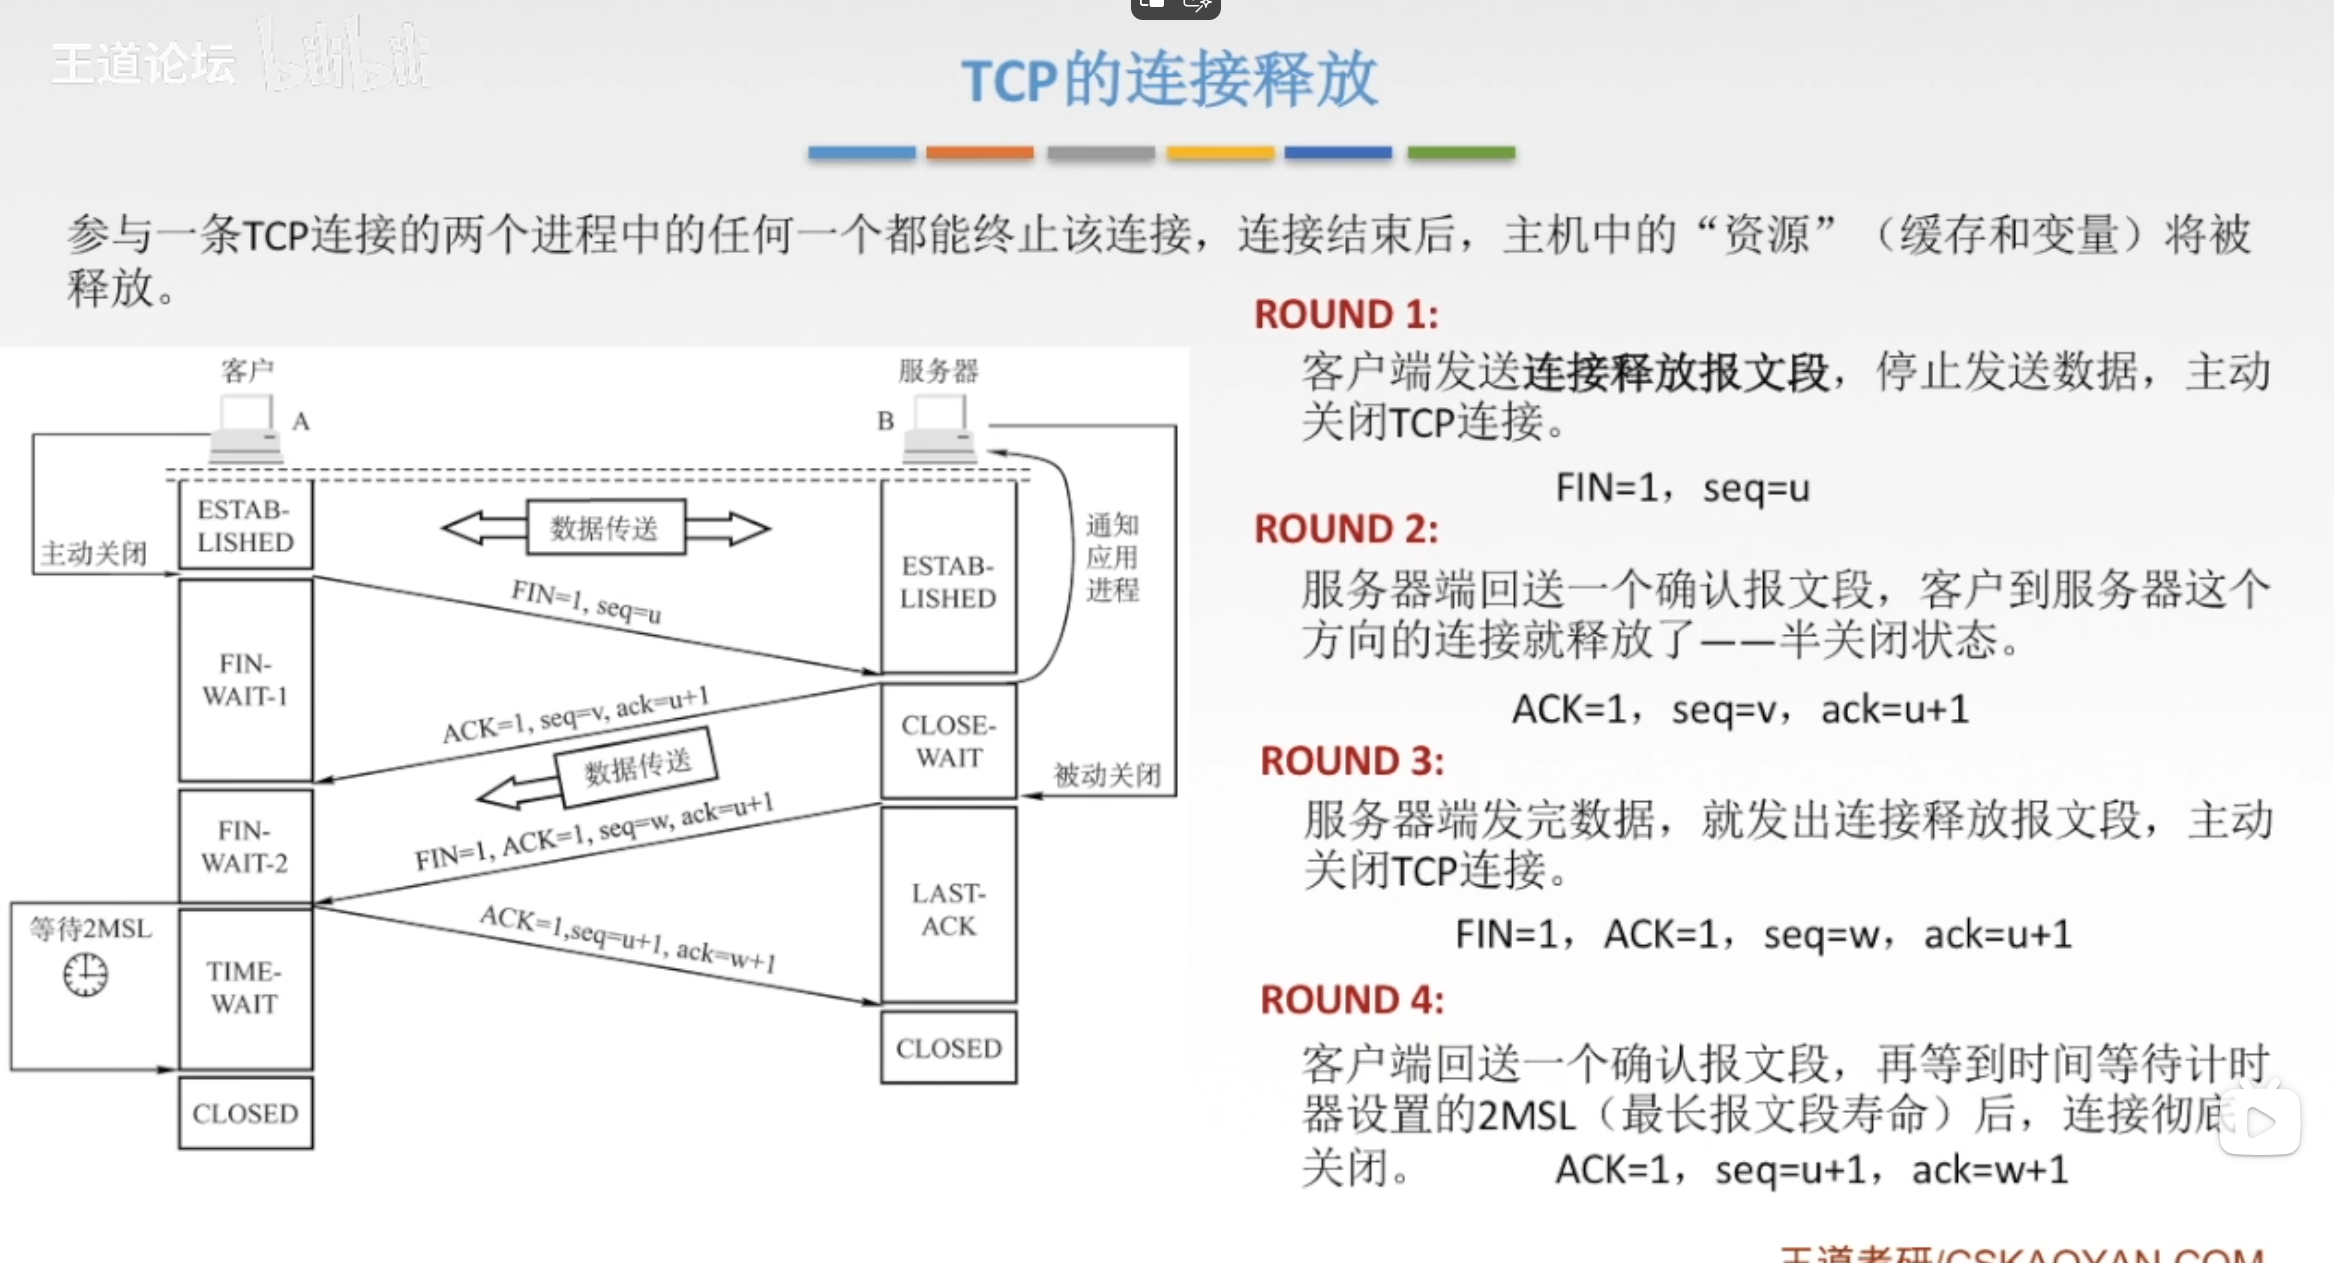 王道论坛 bilibili
TCP的连接释放
参与一条TCP连接的两个进程中的任何一个都能终止该连接，连接结束后，主机中的“资源”（缓存和变量）将被
释放。
客户
A
服务器
B
主动关闭
ESTAB-
LISHED
数据传送
ESTAB-
LISHED
通知
应用
进程
FIN=1, seq=u
FIN-
WAIT-1
ACK=1, seq=v, ack=u+1
CLOSE-
WAIT
数据传送
被动关闭
FIN-
WAIT-2
FIN=1, ACK=1, seq=w, ack=u+1
LAST-
ACK
等待2MSL
TIME-
WAIT
ACK=1,seq=u+1, ack=w+1
CLOSED
CLOSED
ROUND 1:
客户端发送连接释放报文段，停止发送数据，主动
关闭TCP连接。
FIN=1，seq=u
ROUND 2:
服务器端回送一个确认报文段，客户到服务器这个
方向的连接就释放了——半关闭状态。
ACK=1，seq=v，ack=u+1
ROUND 3:
服务器端发完数据，就发出连接释放报文段，主动
关闭TCP连接。
FIN=1，ACK=1，seq=w，ack=u+1
ROUND 4:
客户端回送一个确认报文段，再等到时间等待计时
器设置的2MSL（最长报文段寿命）后，连接彻底
关闭。
ACK=1，seq=u+1，ack=w+1
王道考研/CSKAOYAN.COM